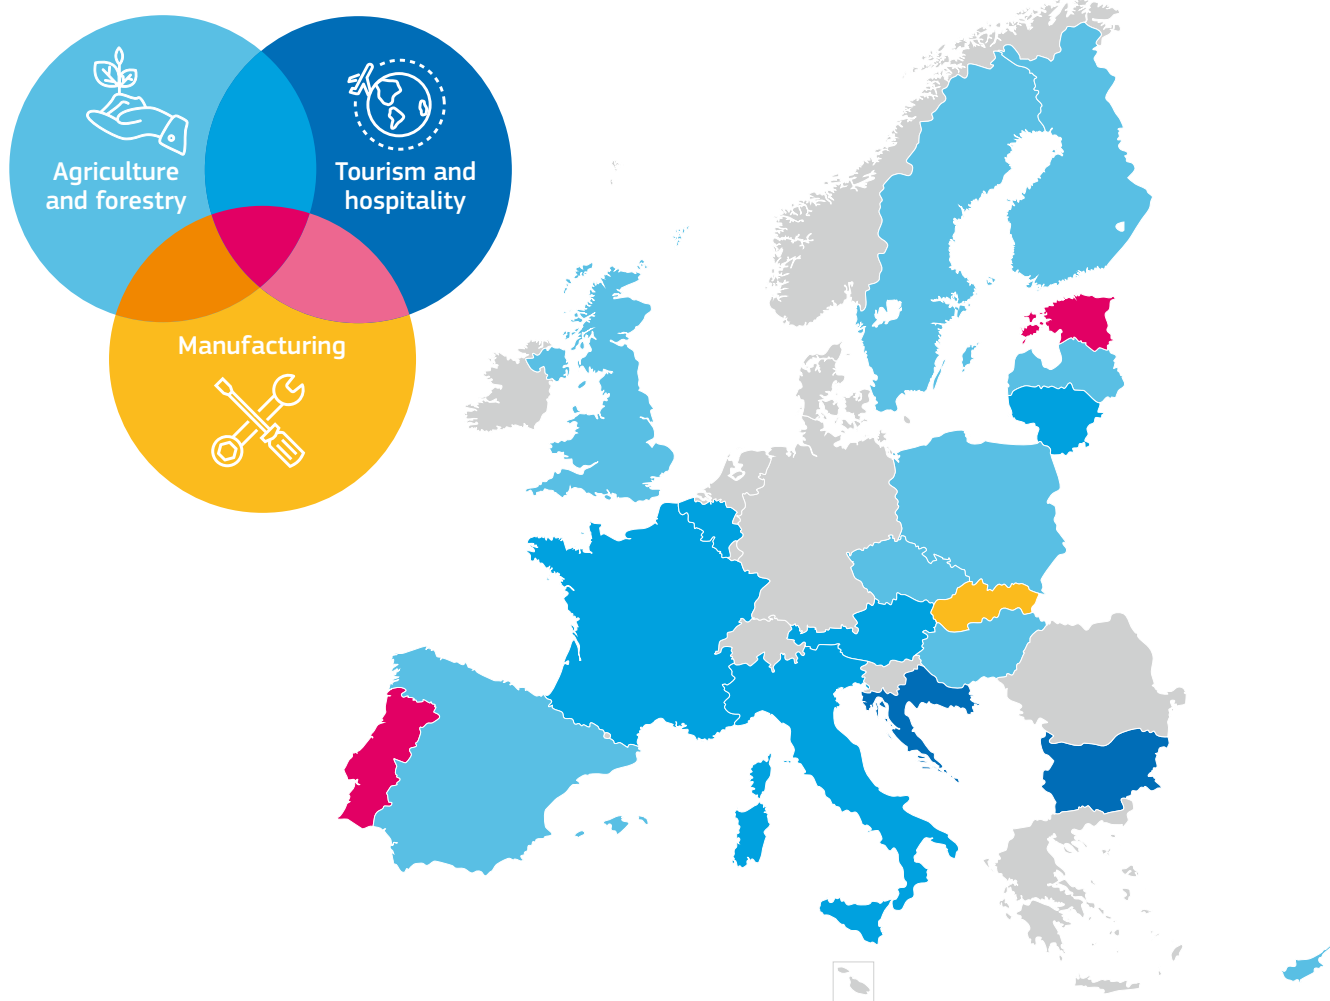 Agriculture
and forestry
Tourism and
hospitality
Manufacturing